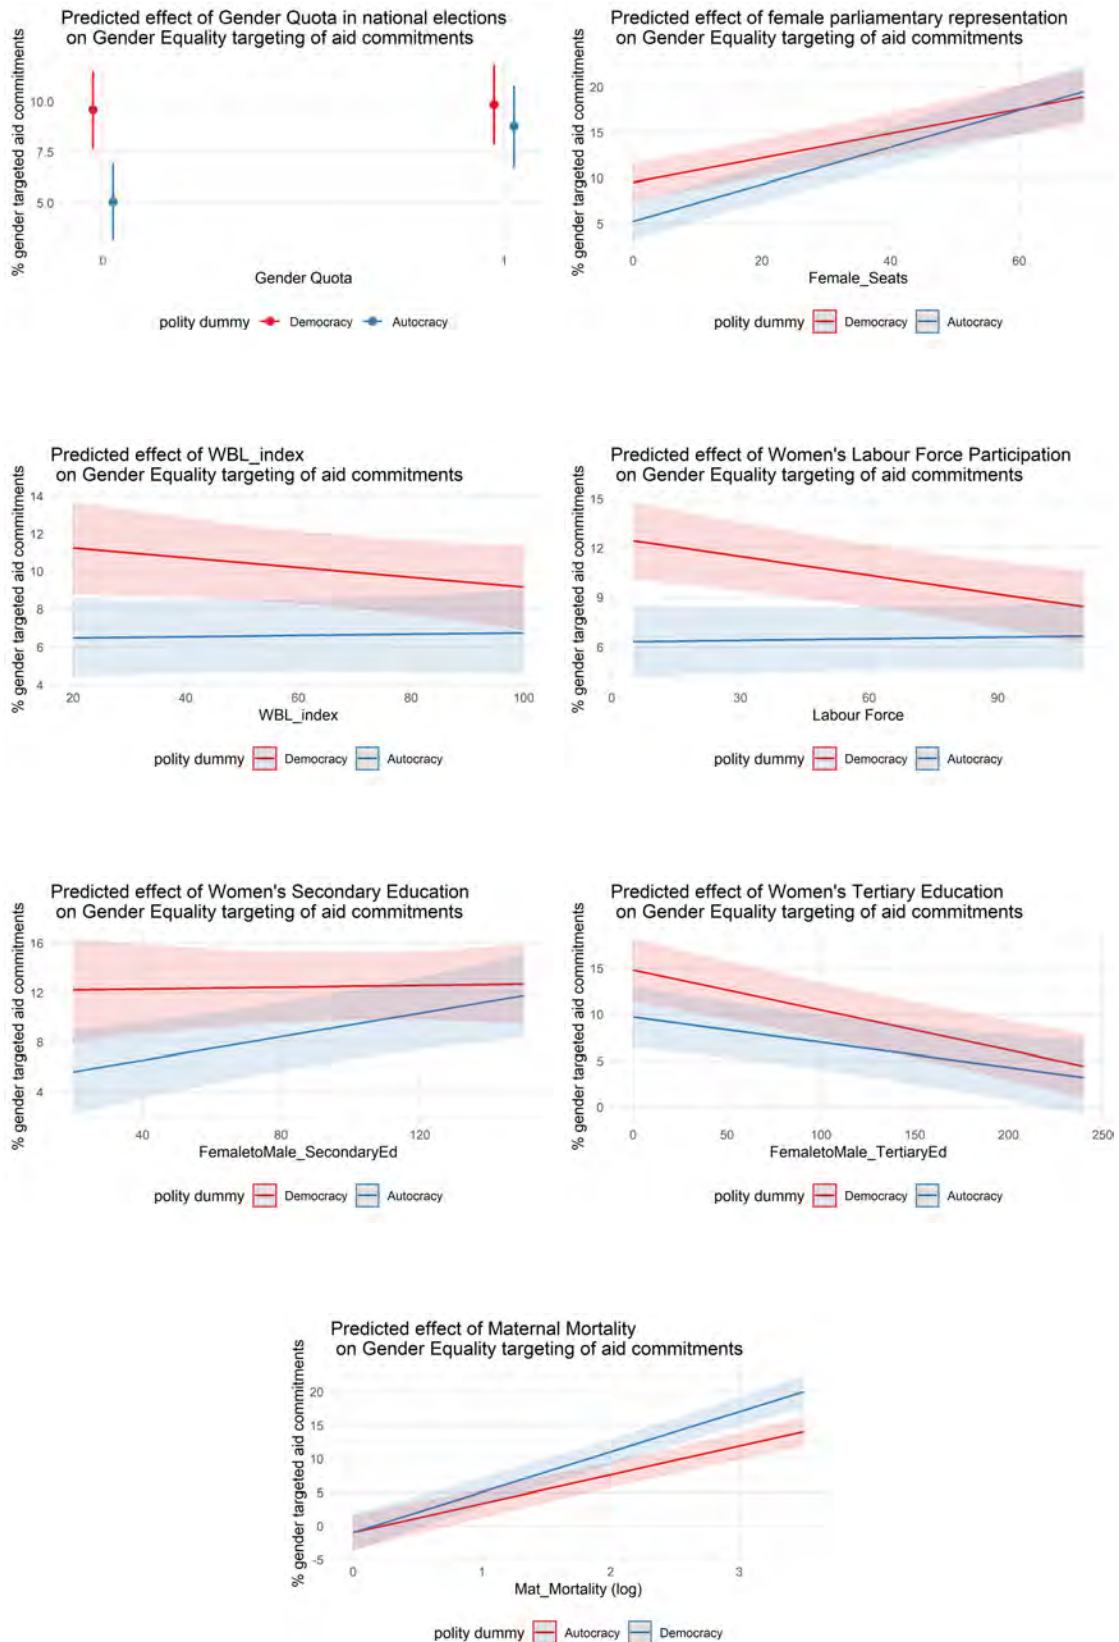 Predicted effect of Gender Quota in national elections
on Gender Equality targeting of aid commitments
% gender targeted aid commitments
10.0
7.5
5.0
0 1
Gender Quota
polity dummy Democracy Autocracy
Predicted effect of female parliamentary representation
on Gender Equality targeting of aid commitments
% gender targeted aid commitments
20
15
10
5
0 20 40 60
Female_Seats
polity dummy Democracy Autocracy
Predicted effect of WBL_index
on Gender Equality targeting of aid commitments
% gender targeted aid commitments
14
12
10
8
6
4
20 40 60 80 100
WBL_index
polity dummy Democracy Autocracy
Predicted effect of Women's Labour Force Participation
on Gender Equality targeting of aid commitments
% gender targeted aid commitments
15
12
9
6
0 30 60 90
Labour Force
polity dummy Democracy Autocracy
Predicted effect of Women's Secondary Education
on Gender Equality targeting of aid commitments
% gender targeted aid commitments
16
12
8
4
40 80 120
FemaletoMale_SecondaryEd
polity dummy Democracy Autocracy
Predicted effect of Women's Tertiary Education
on Gender Equality targeting of aid commitments
% gender targeted aid commitments
15
10
5
0
0 50 100 150 200 250
FemaletoMale_TertiaryEd
polity dummy Democracy Autocracy
Predicted effect of Maternal Mortality
on Gender Equality targeting of aid commitments
% gender targeted aid commitments
20
15
10
5
0
-5
0 1 2 3
Mat_Mortality (log)
polity dummy Autocracy Democracy